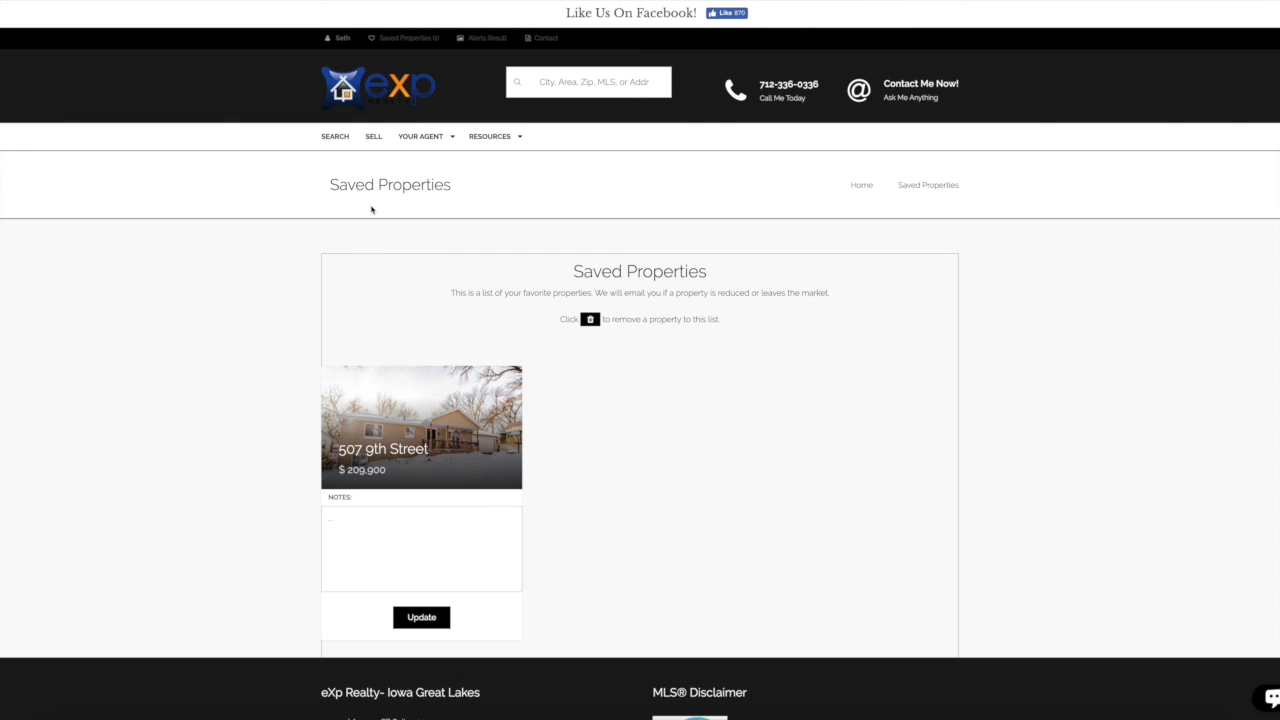 Like Us On Facebook!
Like 870
Seth
Saved Properties (1)
Alerts Result
Contact
eXp
REALTY
City, Area, Zip, MLS, or Addr
712-336-0336
Call Me Today
Contact Me Now!
Ask Me Anything
SEARCH
SELL
YOUR AGENT
RESOURCES
Saved Properties
Home
Saved Properties
Saved Properties
This is a list of your favorite properties. We will email you if a property is reduced or leaves the market.
Click to remove a property to this list.
507 9th Street
$ 209,900
NOTES:
...
Update
eXp Realty- Iowa Great Lakes
MLS® Disclaimer